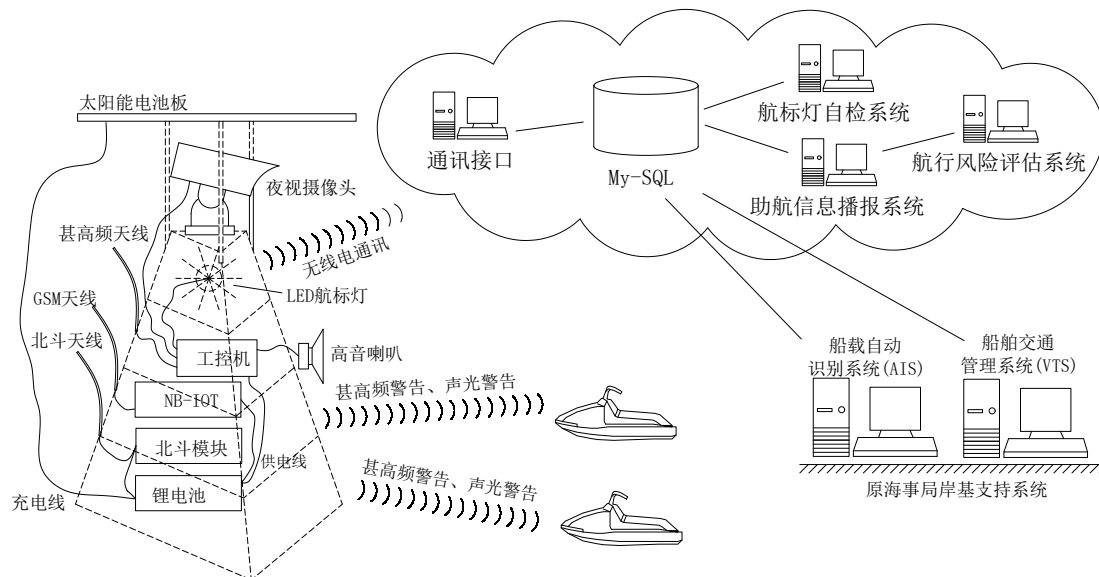 太阳能电池板
夜视摄像头
甚高频天线
无线电通讯
GSM天线
LED航标灯
北斗天线
工控机
高音喇叭
NB-IOT
甚高频警告、声光警告
北斗模块
供电线
锂电池
充电线
甚高频警告、声光警告
通讯接口
My-SQL
航标灯自检系统
助航信息播报系统
航行风险评估系统
船载自动
识别系统(AIS)
船舶交通
管理系统(VTS)
原海事局岸基支持系统